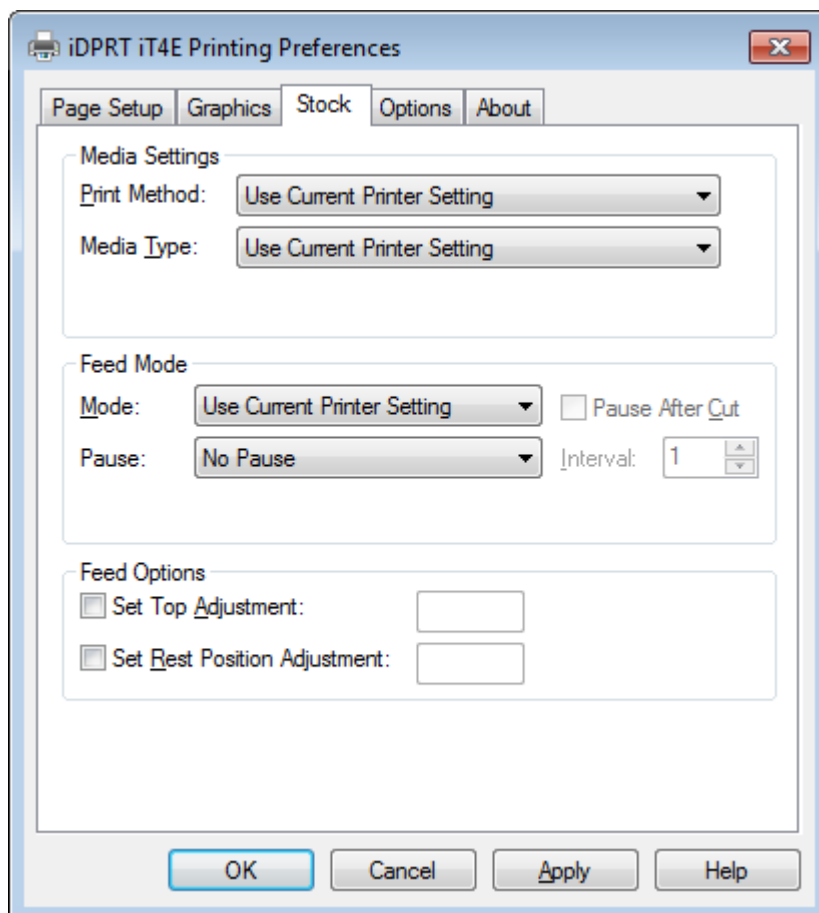 iDPRT iT4E Printing Preferences
Page Setup Graphics Stock Options About
Media Settings
Print Method: Use Current Printer Setting
Media Type: Use Current Printer Setting
Feed Mode
Mode: Use Current Printer Setting Pause After Cut
Pause: No Pause Interval: 1
Feed Options
Set Top Adjustment:
Set Rest Position Adjustment:
OK Cancel Apply Help